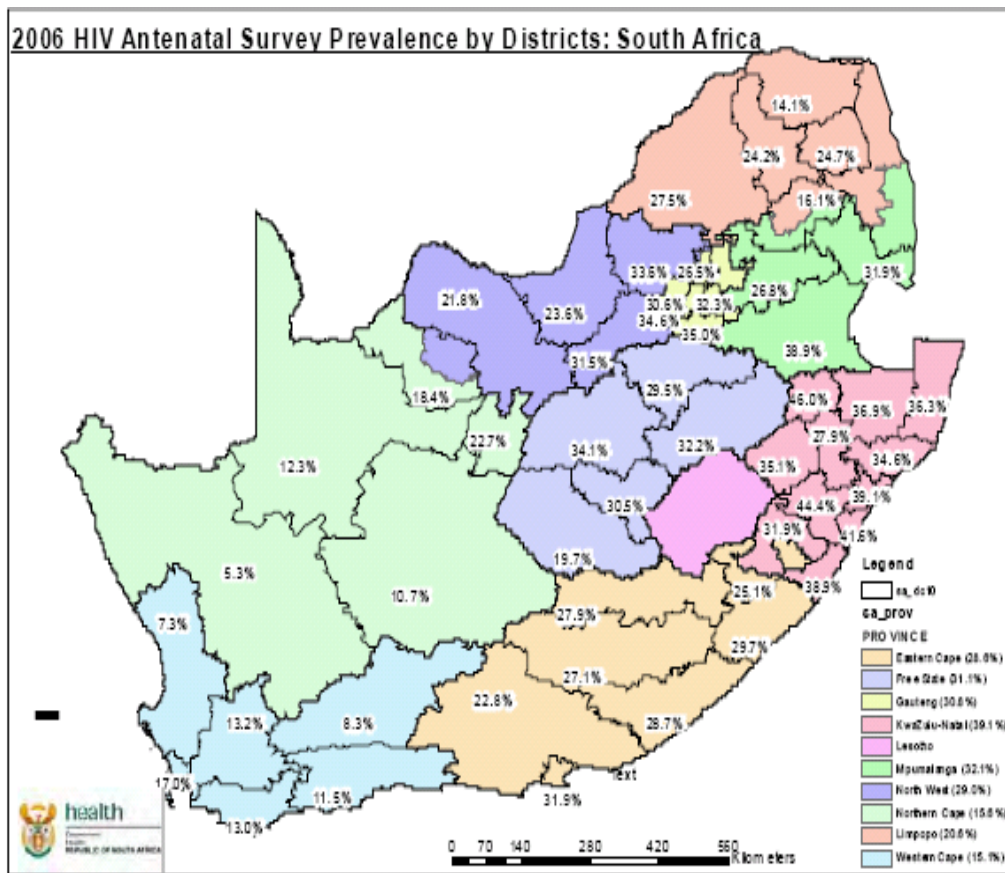 2006 HIV Antenatal Survey Prevalence by Districts: South Africa
14.1%
24.2%
24.7%
27.5%
16.1%
33.6%
26.5%
31.9%
21.8%
26.8%
23.6%
30.6%
32.3%
34.6%
35.0%
38.9%
31.5%
29.5%
18.4%
46.0%
36.9%
36.3%
22.7%
27.9%
34.1%
32.2%
34.6%
12.3%
35.1%
39.1%
30.5%
44.4%
31.9%
41.6%
19.7%
5.3%
10.7%
25.1%
38.9%
7.3%
27.9%
29.7%
27.1%
22.8%
13.2%
8.3%
28.7%
Text
17.0%
11.5%
31.9%
13.0%
Legend
sa_dc10
sa_prov
PROVINCE
Eastern Cape (28.6%)
Free State (31.1%)
Gauteng (30.8%)
KwaZulu-Natal (39.1%)
Lesotho
Mpumalanga (32.1%)
North West (29.0%)
Northern Cape (15.6%)
Limpopo (20.6%)
Western Cape (15.1%)
health
Department:
Health
REPUBLIC OF SOUTH AFRICA
0 70 140 280 420 560
Kilometers